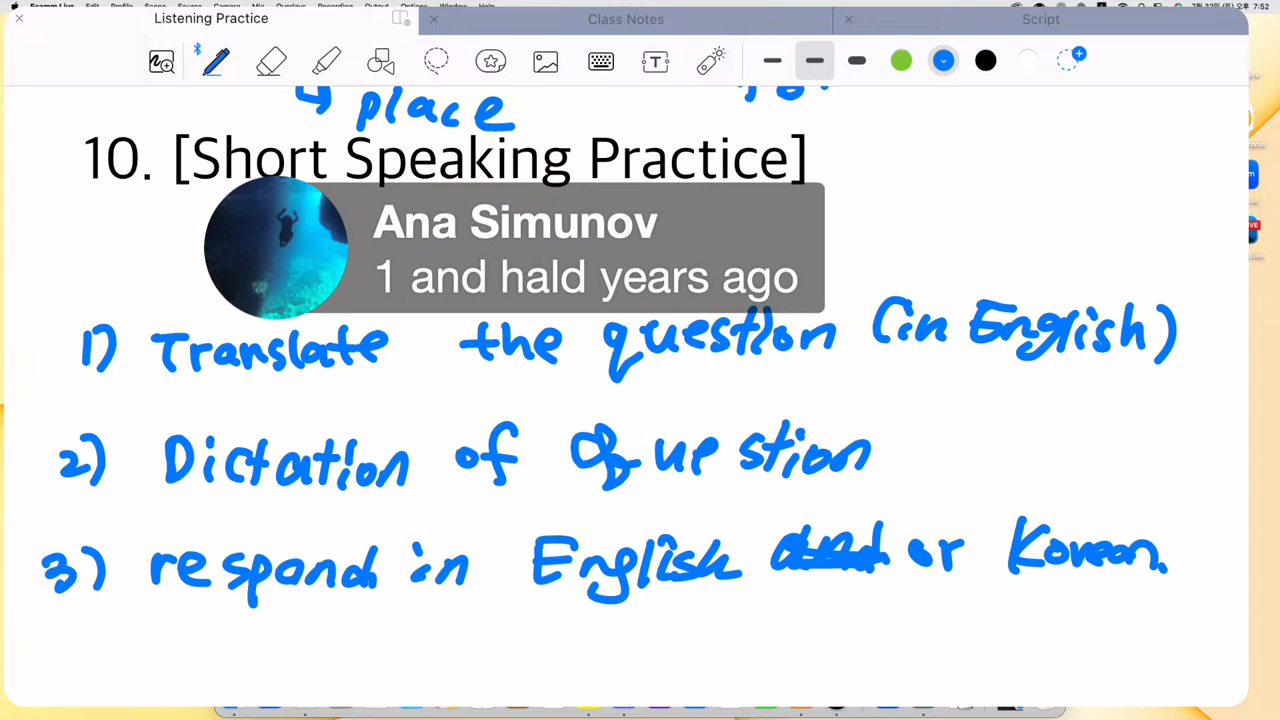 Listening Practice
Class Notes
Script
place
10. [Short Speaking Practice]
Ana Simunov
1 and hald years ago
1) Translate the question (in English)
2) Dictation of Question
3) respond in English and or Korean.